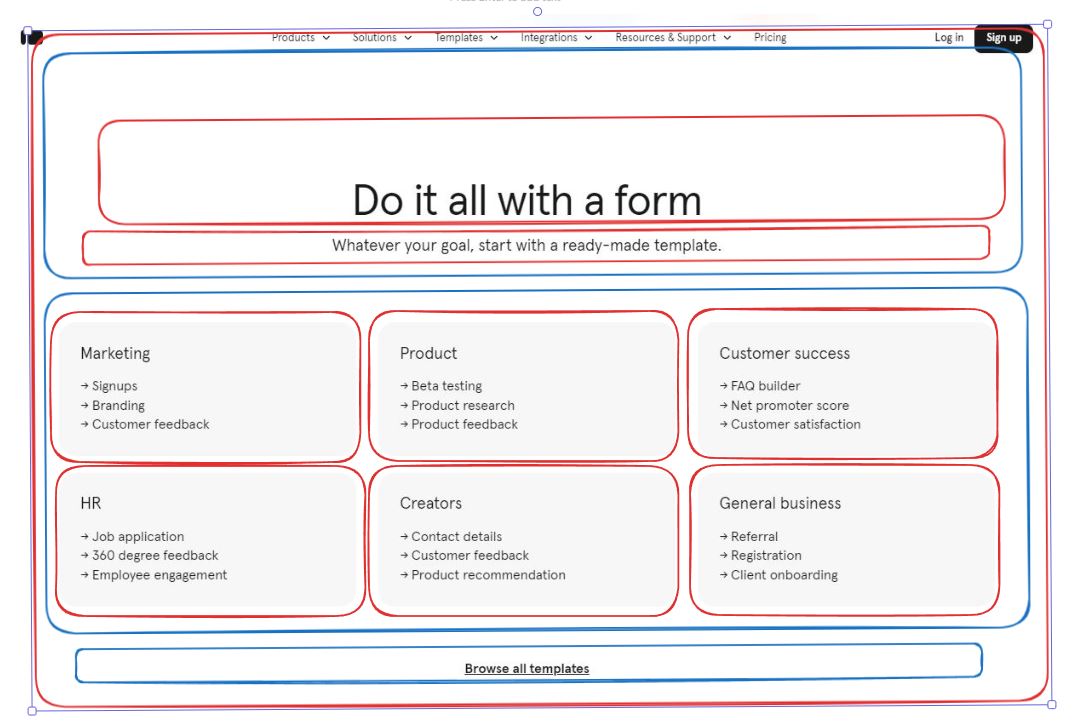 Products Solutions Templates Integrations Resources & Support Pricing Log in Sign up
Do it all with a form
Whatever your goal, start with a ready-made template.
Marketing
→ Signups
→ Branding
→ Customer feedback
Product
→ Beta testing
→ Product research
→ Product feedback
Customer success
→ FAQ builder
→ Net promoter score
→ Customer satisfaction
HR
→ Job application
→ 360 degree feedback
→ Employee engagement
Creators
→ Contact details
→ Customer feedback
→ Product recommendation
General business
→ Referral
→ Registration
→ Client onboarding
Browse all templates